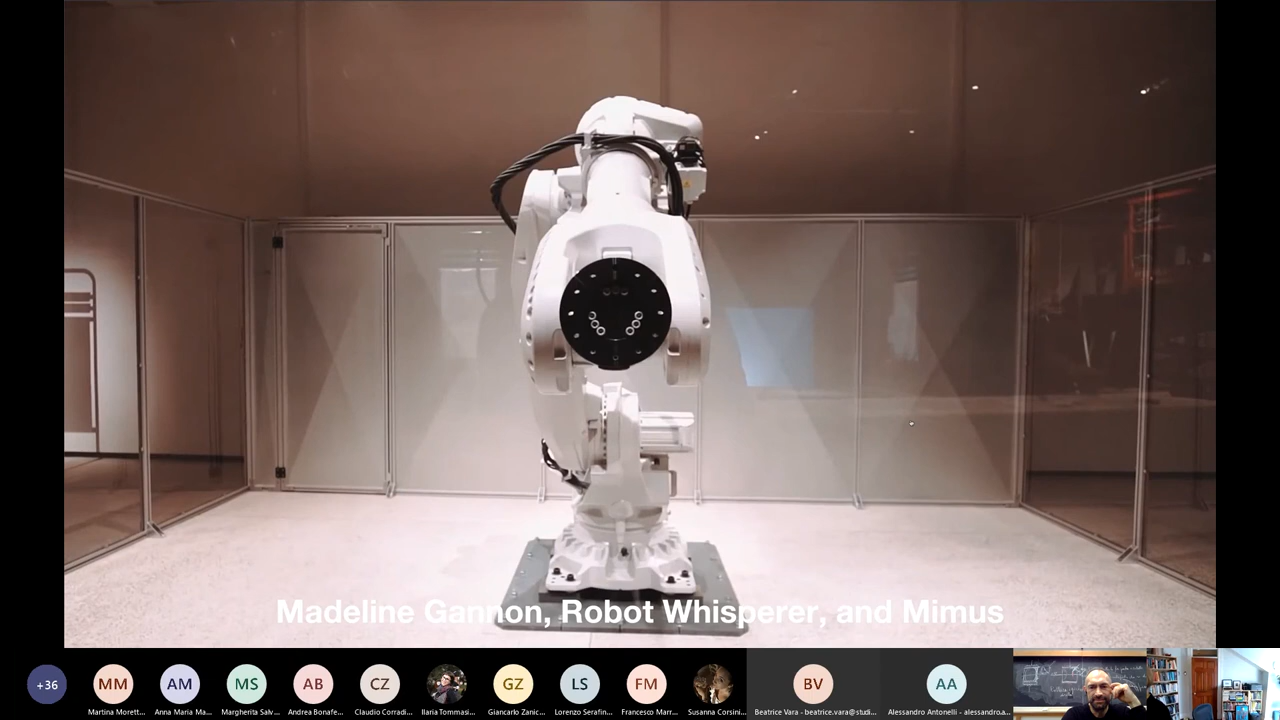 Madeline Gannon, Robot Whisperer, and Mimus
+36
MM
AM
MS
AB
CZ
GZ
LS
FM
BV
AA
Martina Morett...
Anna Maria Ma...
Margherita Salv...
Andrea Bonafe...
Claudio Corradi...
Ilaria Tommasi...
Giancarlo Zanic...
Lorenzo Serafin...
Francesco Marr...
Susanna Corsini...
Beatrice Vara - beatrice.vara@studi...
Alessandro Antonelli - alessandro.a...